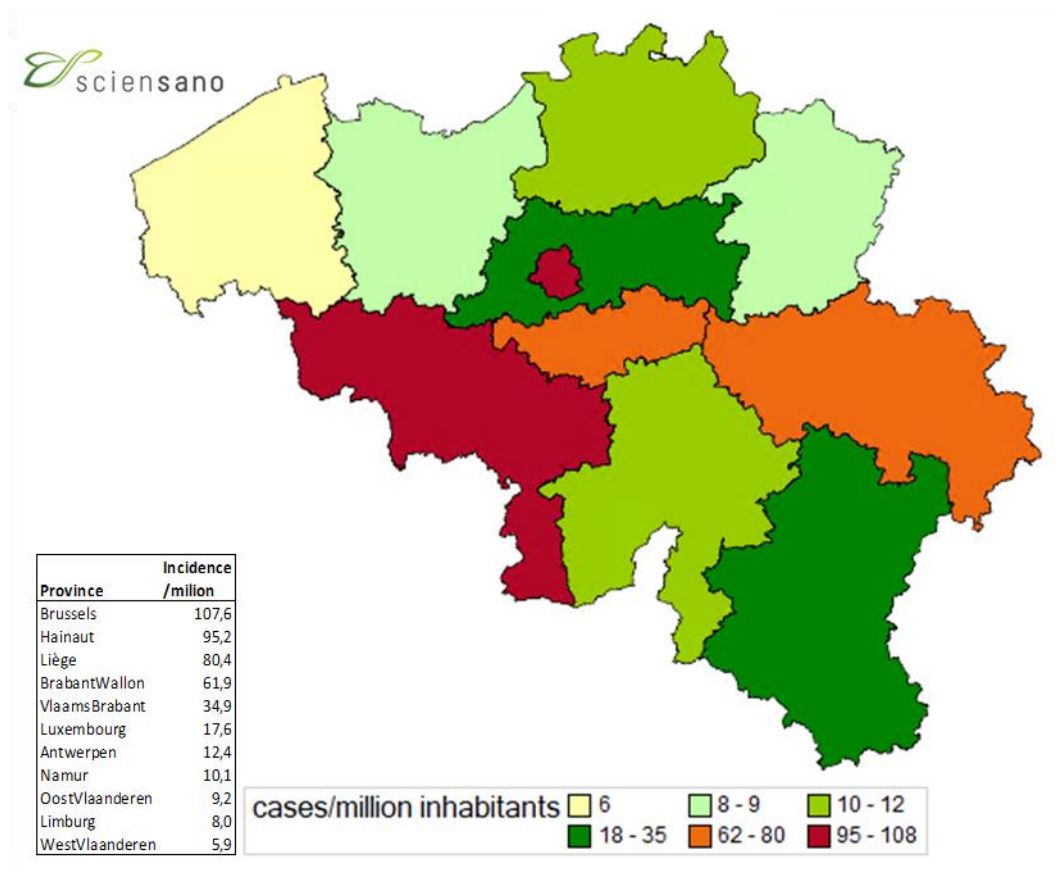 sciensano
Incidence
Province /milion
Brussels 107,6
Hainaut 95,2
Liège 80,4
BrabantWallon 61,9
VlaamsBrabant 34,9
Luxembourg 17,6
Antwerpen 12,4
Namur 10,1
OostVlaanderen 9,2
Limburg 8,0
WestVlaanderen 5,9
cases/million inhabitants 6 8 - 9 10 - 12
18 - 35 62 - 80 95 - 108